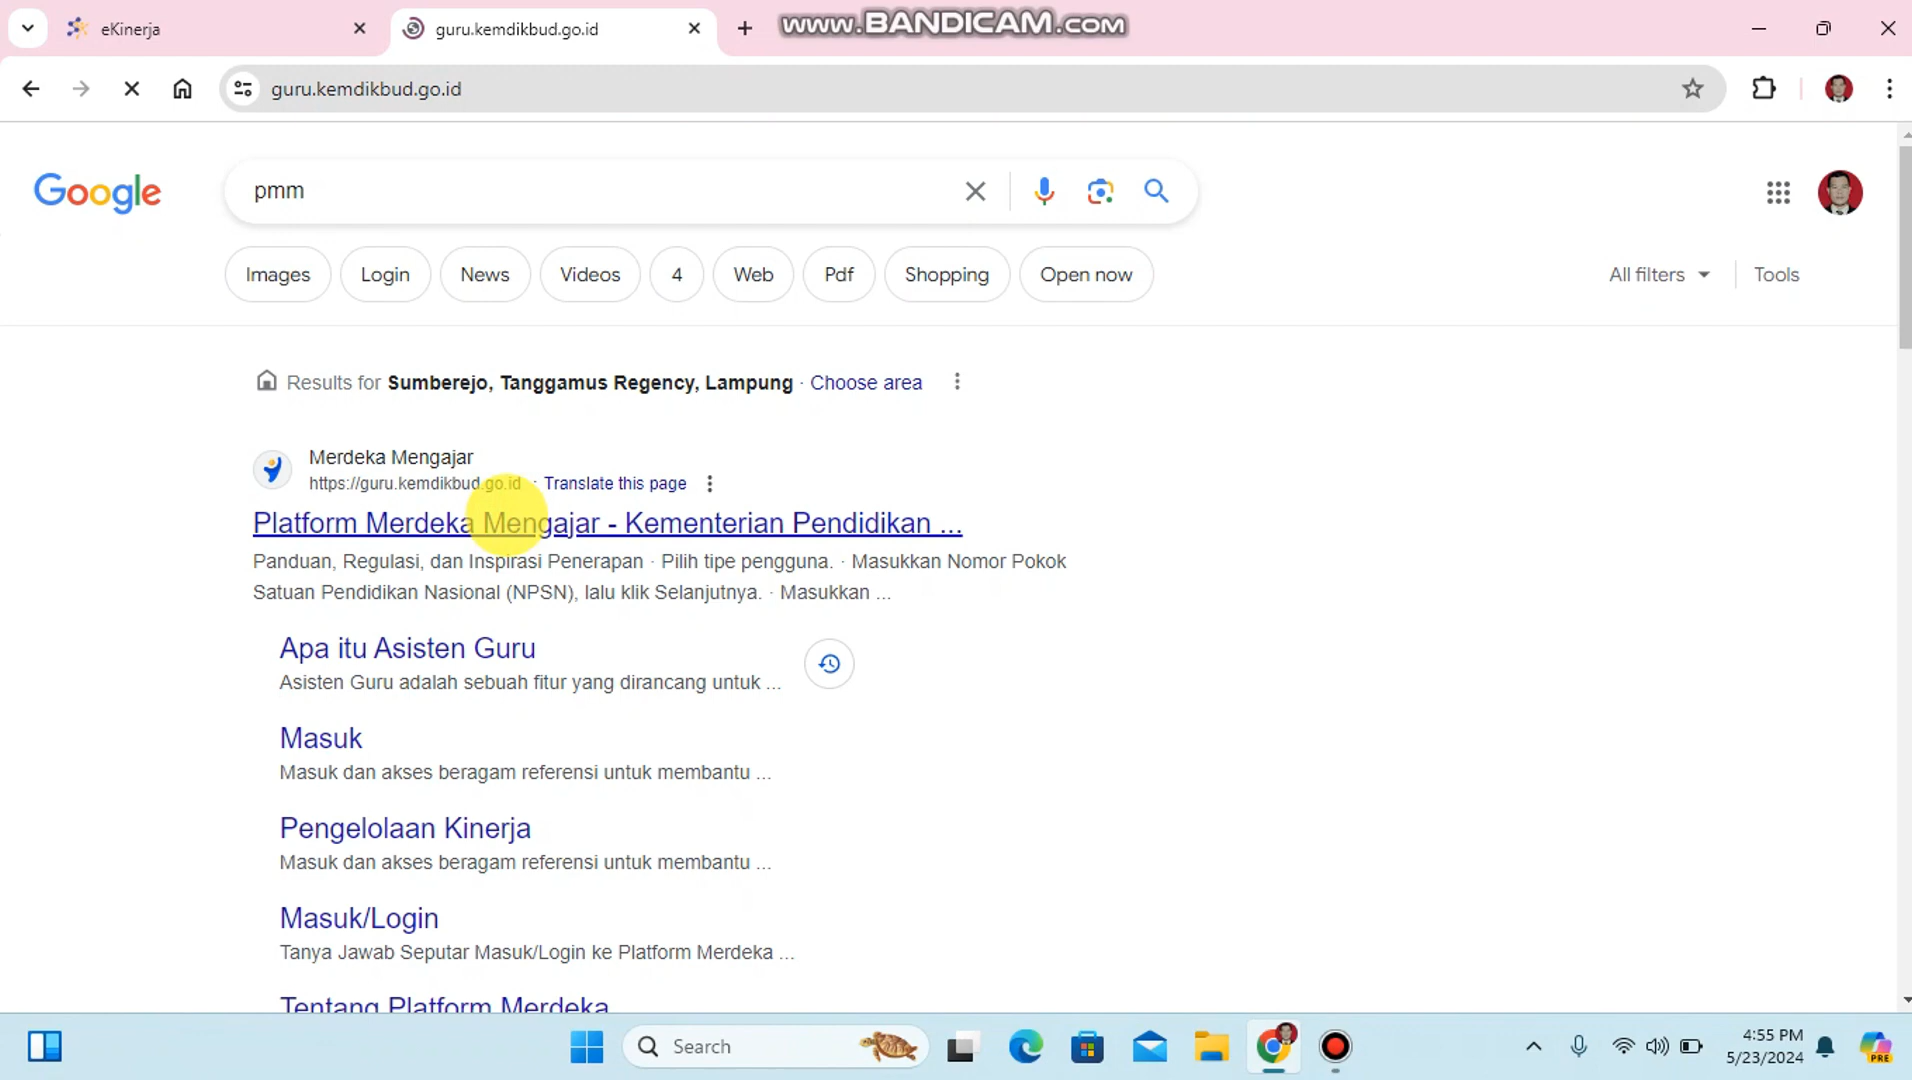 eKinerja
guru.kemdikbud.go.id
www.BANDICAM.com
guru.kemdikbud.go.id
Google
pmm
Images
Login
News
Videos
4
Web
Pdf
Shopping
Open now
All filters
Tools
Results for Sumberejo, Tanggamus Regency, Lampung · Choose area
Merdeka Mengajar
https://guru.kemdikbud.go.id · Translate this page
Platform Merdeka Mengajar - Kementerian Pendidikan ...
Panduan, Regulasi, dan Inspirasi Penerapan · Pilih tipe pengguna. · Masukkan Nomor Pokok
Satuan Pendidikan Nasional (NPSN), lalu klik Selanjutnya. · Masukkan ...
Apa itu Asisten Guru
Asisten Guru adalah sebuah fitur yang dirancang untuk ...
Masuk
Masuk dan akses beragam referensi untuk membantu ...
Pengelolaan Kinerja
Masuk dan akses beragam referensi untuk membantu ...
Masuk/Login
Tanya Jawab Seputar Masuk/Login ke Platform Merdeka ...
Tentang Platform Merdeka
Search
4:55 PM
5/23/2024
PRE